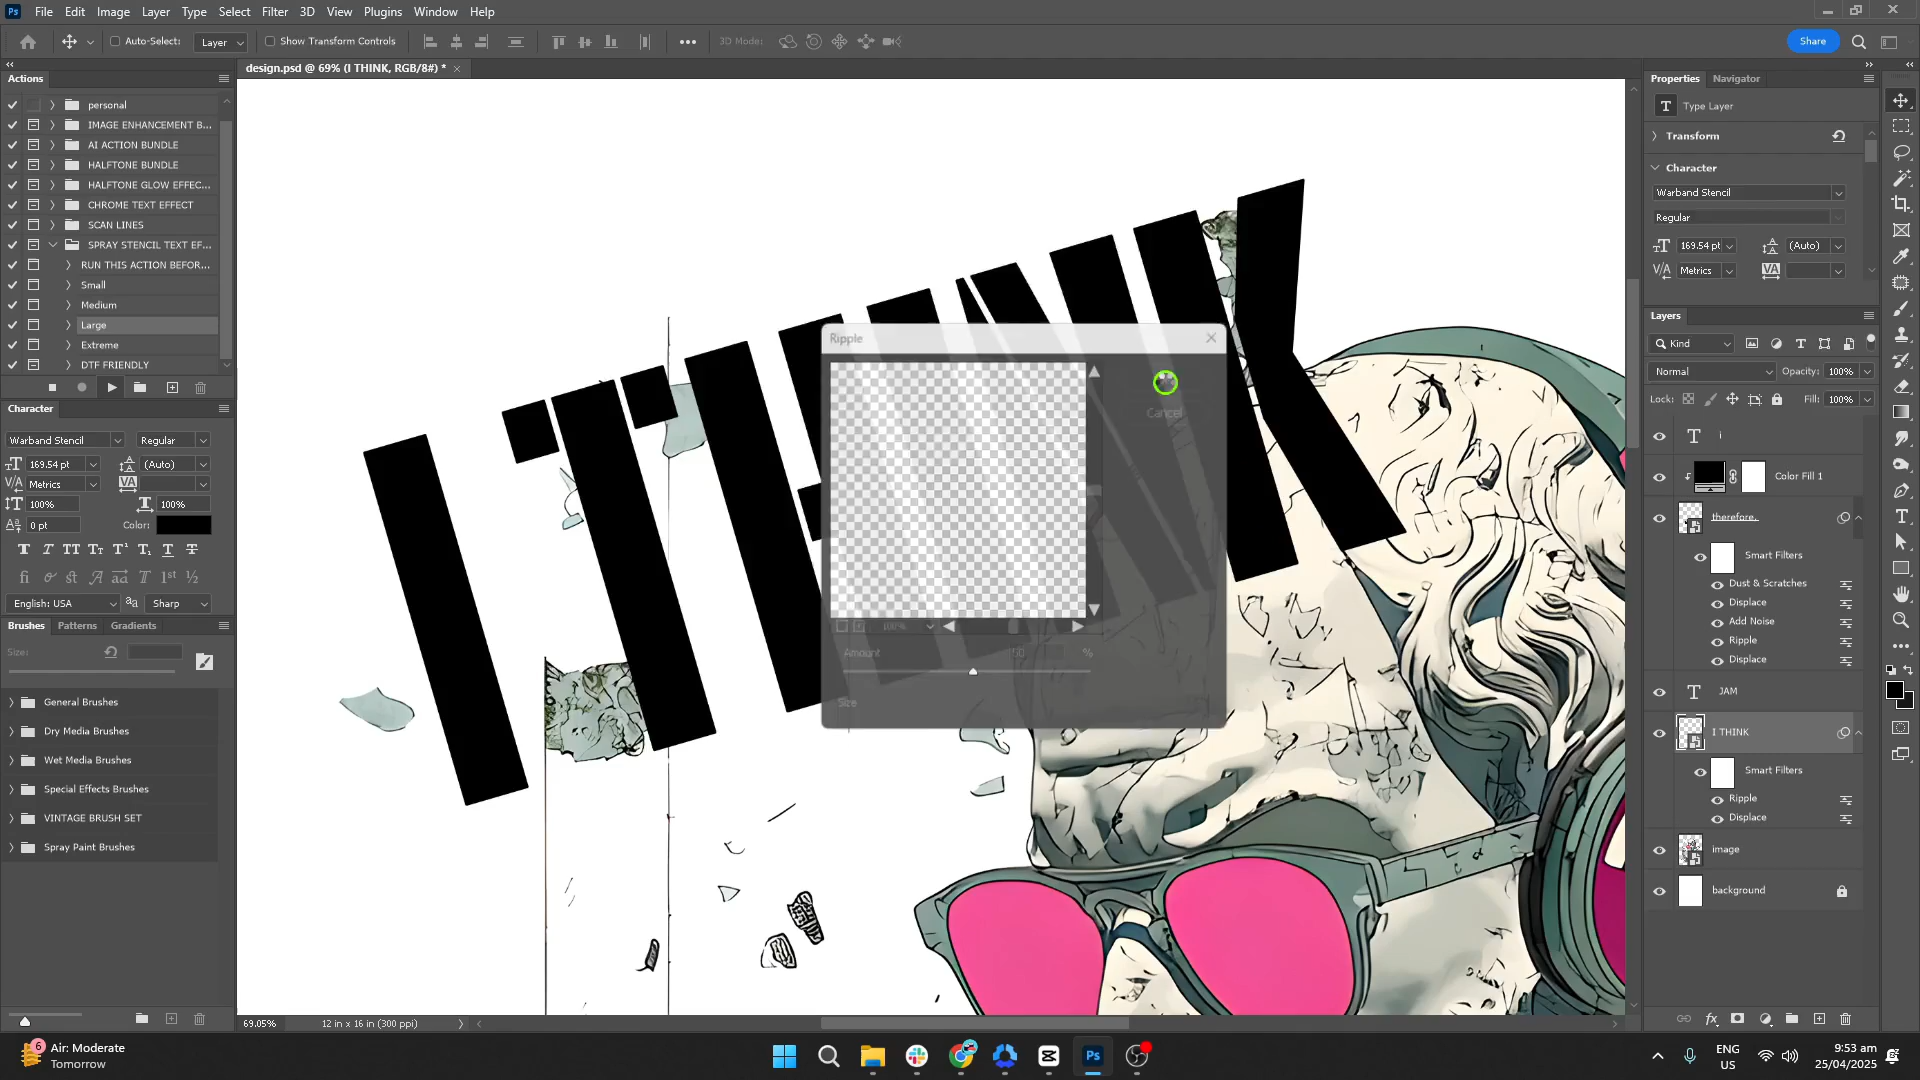 Ps File Edit Image Layer Type Select Filter 3D View Plugins Window Help
Auto-Select: Layer Show Transform Controls 3D Mode: Share
design.psd @ 69% (I THINK, RGB/8#) *
Actions
personal
IMAGE ENHANCEMENT B...
AI ACTION BUNDLE
HALFTONE BUNDLE
HALFTONE GLOW EFFEC...
CHROME TEXT EFFECT
SCAN LINES
SPRAY STENCIL TEXT EF...
RUN THIS ACTION BEFOR...
Small
Medium
Large
Extreme
DTF FRIENDLY
Character
Warband Stencil Regular
169.54 pt (Auto)
Metrics
100% 100%
0 pt Color:
English: USA Sharp
Brushes Patterns Gradients
Size:
General Brushes
Dry Media Brushes
Wet Media Brushes
Special Effects Brushes
VINTAGE BRUSH SET
Spray Paint Brushes
I THINK
Ripple
Cancel
100%
Amount 50 %
Size
69.05% 12 in x 16 in (300 ppi)
Properties Navigator
Type Layer
Transform
Character
Warband Stencil
Regular
169.54 pt (Auto)
Metrics
Layers
Kind
Normal Opacity: 100%
Lock: Fill: 100%
i
Color Fill 1
therefore.
Smart Filters
Dust & Scratches
Displace
Add Noise
Ripple
Displace
JAM
I THINK
Smart Filters
Ripple
Displace
image
background
6
Air: Moderate
Tomorrow
Ps
ENG
US
9:53 am
25/04/2025